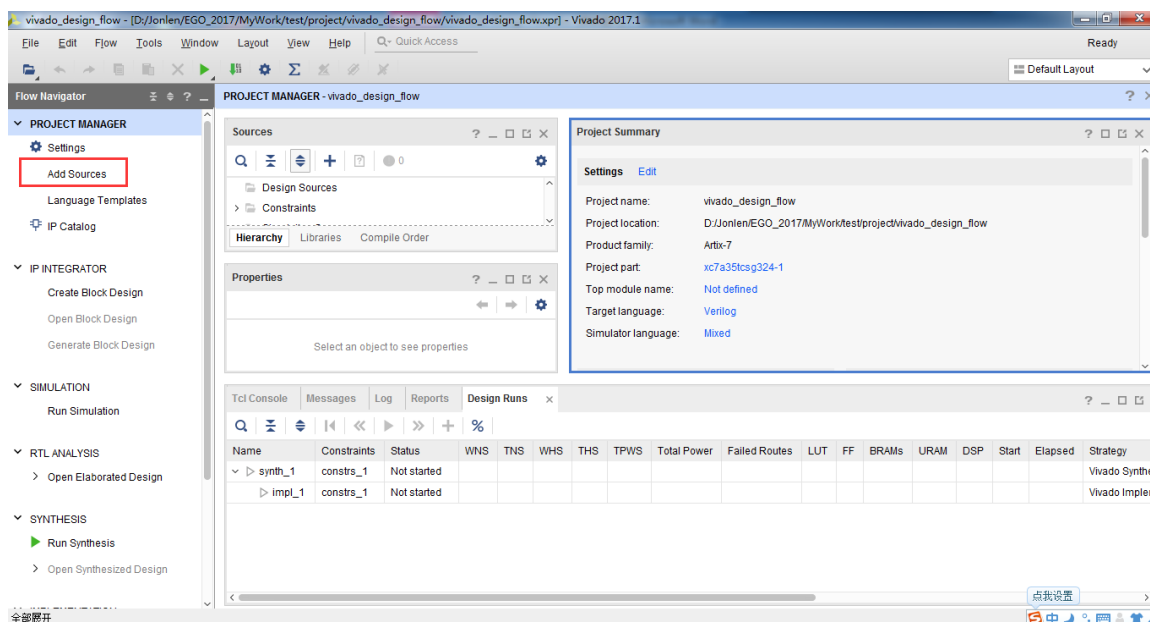 vivado_design_flow - [D:/Jonlen/EGO_2017/MyWork/test/project/vivado_design_flow/vivado_design_flow.xpr] - Vivado 2017.1
File Edit Flow Tools Window Layout View Help Quick Access Ready
Default Layout
Flow Navigator
PROJECT MANAGER - vivado_design_flow
PROJECT MANAGER
Settings
Add Sources
Language Templates
IP Catalog
IP INTEGRATOR
Create Block Design
Open Block Design
Generate Block Design
SIMULATION
Run Simulation
RTL ANALYSIS
Open Elaborated Design
SYNTHESIS
Run Synthesis
Open Synthesized Design
Sources
0
Design Sources
Constraints
Hierarchy Libraries Compile Order
Properties
Select an object to see properties
Project Summary
Settings Edit
Project name: vivado_design_flow
Project location: D:/Jonlen/EGO_2017/MyWork/test/project/vivado_design_flow
Product family: Artix-7
Project part: xc7a35tcsg324-1
Top module name: Not defined
Target language: Verilog
Simulator language: Mixed
Tcl Console Messages Log Reports Design Runs
Name Constraints Status WNS TNS WHS THS TPWS Total Power Failed Routes LUT FF BRAMs URAM DSP Start Elapsed Strategy
synth_1 constrs_1 Not started Vivado Synthe
impl_1 constrs_1 Not started Vivado Impler
点我设置
全部展开
中